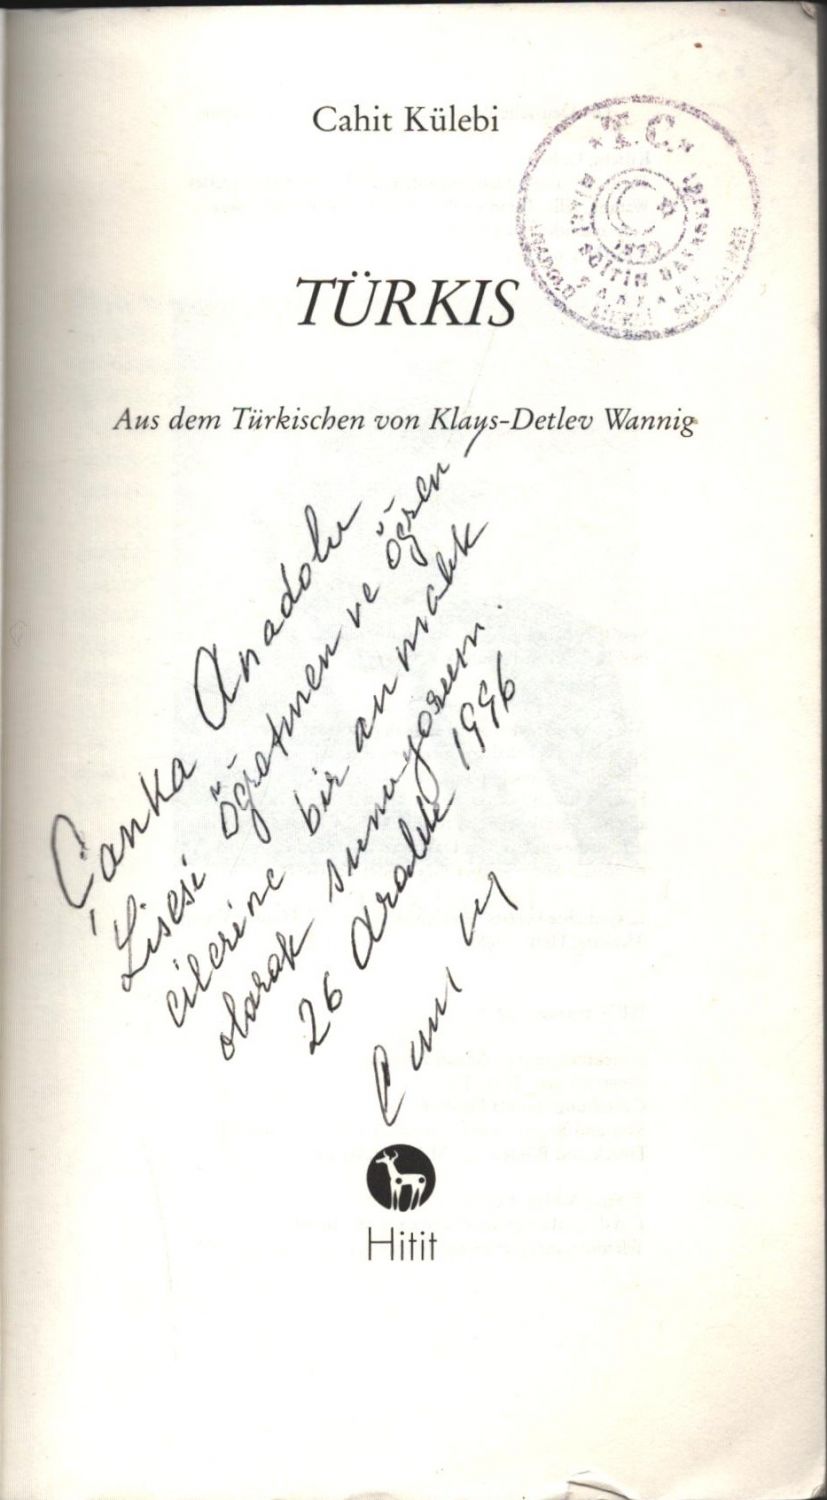 Cahit Külebi
T.C.
TÜRKIS
Aus dem Türkischen von Klaus-Detlev Wannig
Çanka Anadolu
Lisesi öğretmen ve öğren
cilerine bir anmalık
olarak sunuyorum.
26 Aralık 1996
Hitit